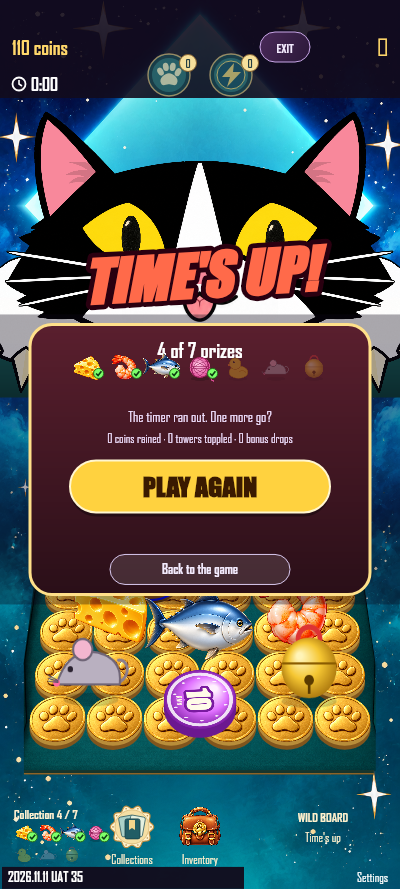 110 coins
EXIT
0:00
0
0
TIME'S UP!
4 of 7 prizes
The timer ran out. One more go?
0 coins rained · 0 towers toppled · 0 bonus drops
PLAY AGAIN
Back to the game
10
Collection 4 / 7
WILD BOARD
Time's up
Collections
Inventory
2026.11.11 UAT 35
Settings